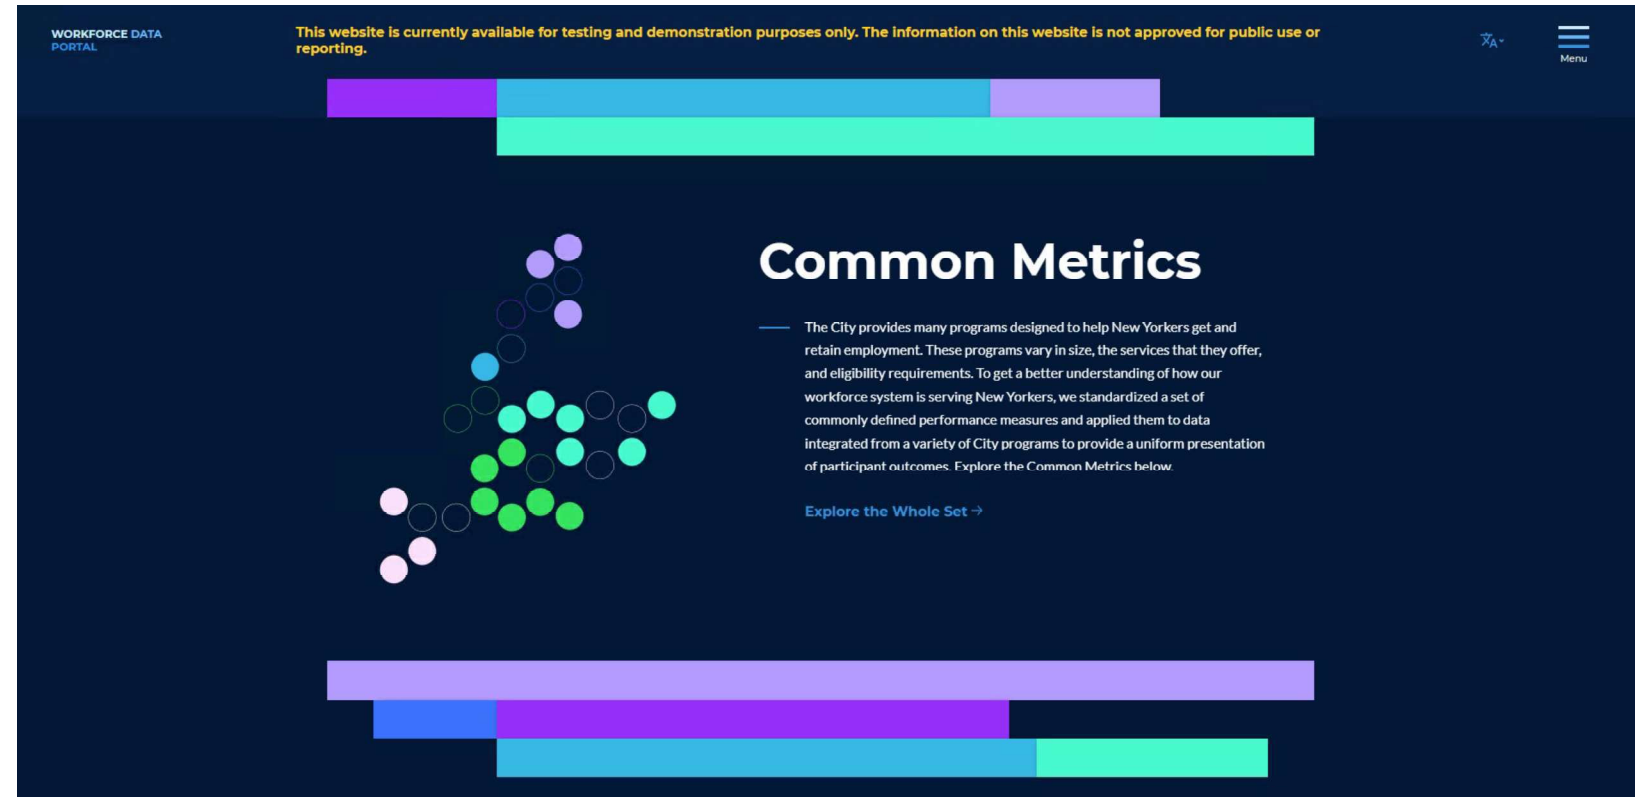 WORKFORCE DATA
PORTAL
This website is currently available for testing and demonstration purposes only. The information on this website is not approved for public use or
reporting.
文A
Menu
Common Metrics
The City provides many programs designed to help New Yorkers get and
retain employment. These programs vary in size, the services that they offer,
and eligibility requirements. To get a better understanding of how our
workforce system is serving New Yorkers, we standardized a set of
commonly defined performance measures and applied them to data
integrated from a variety of City programs to provide a uniform presentation
of participant outcomes. Explore the Common Metrics below.
Explore the Whole Set →